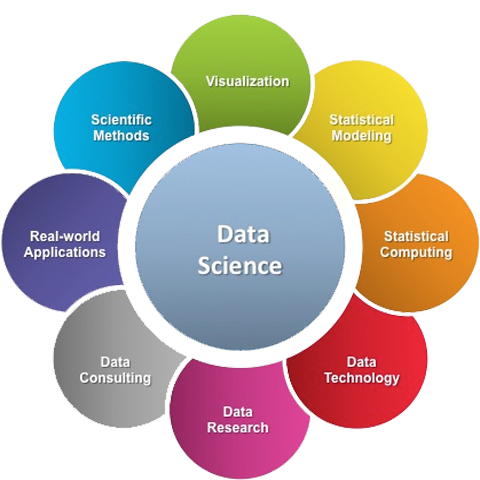 Visualization
Statistical
Modeling
Statistical
Computing
Data
Technology
Data
Research
Data
Consulting
Real-world
Applications
Scientific
Methods
Data
Science